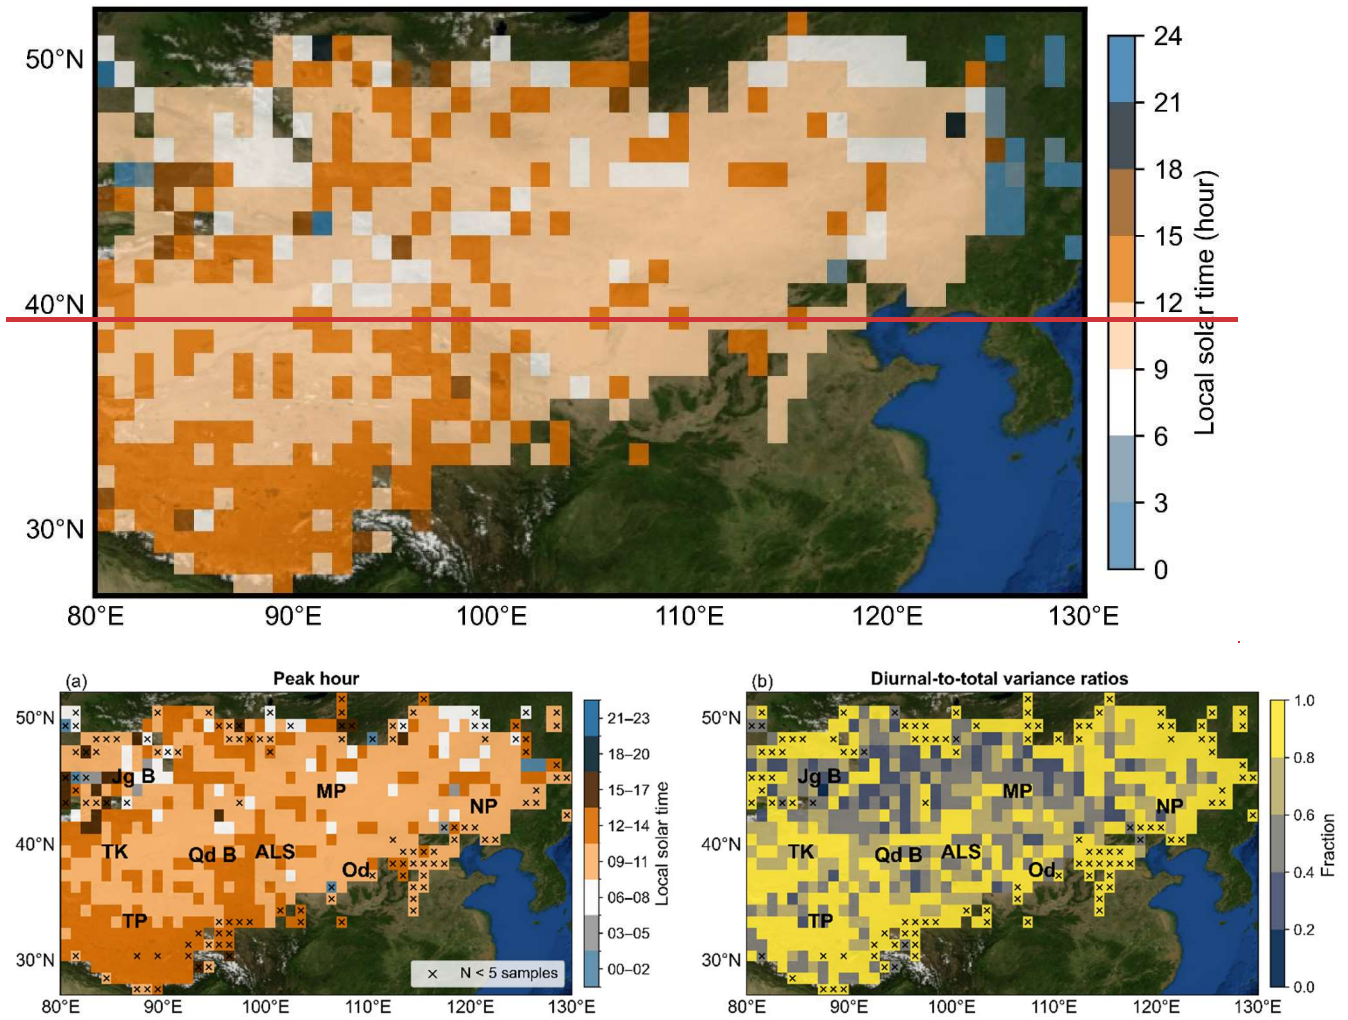 50°N
40°N
30°N
80°E 90°E 100°E 110°E 120°E 130°E
24
21
18
15
12
9
6
3
0
Local solar time (hour)
(a) Peak hour
50°N
40°N
30°N
80°E 90°E 100°E 110°E 120°E 130°E
Jg B
MP
NP
TK
Qd B
ALS
Od
TP
× N < 5 samples
21–23
18–20
15–17
12–14
09–11
06–08
03–05
00–02
Local solar time
(b) Diurnal-to-total variance ratios
50°N
40°N
30°N
80°E 90°E 100°E 110°E 120°E 130°E
Jg B
MP
NP
TK
Qd B
ALS
Od
TP
1.0
0.8
0.6
0.4
0.2
0.0
Fraction